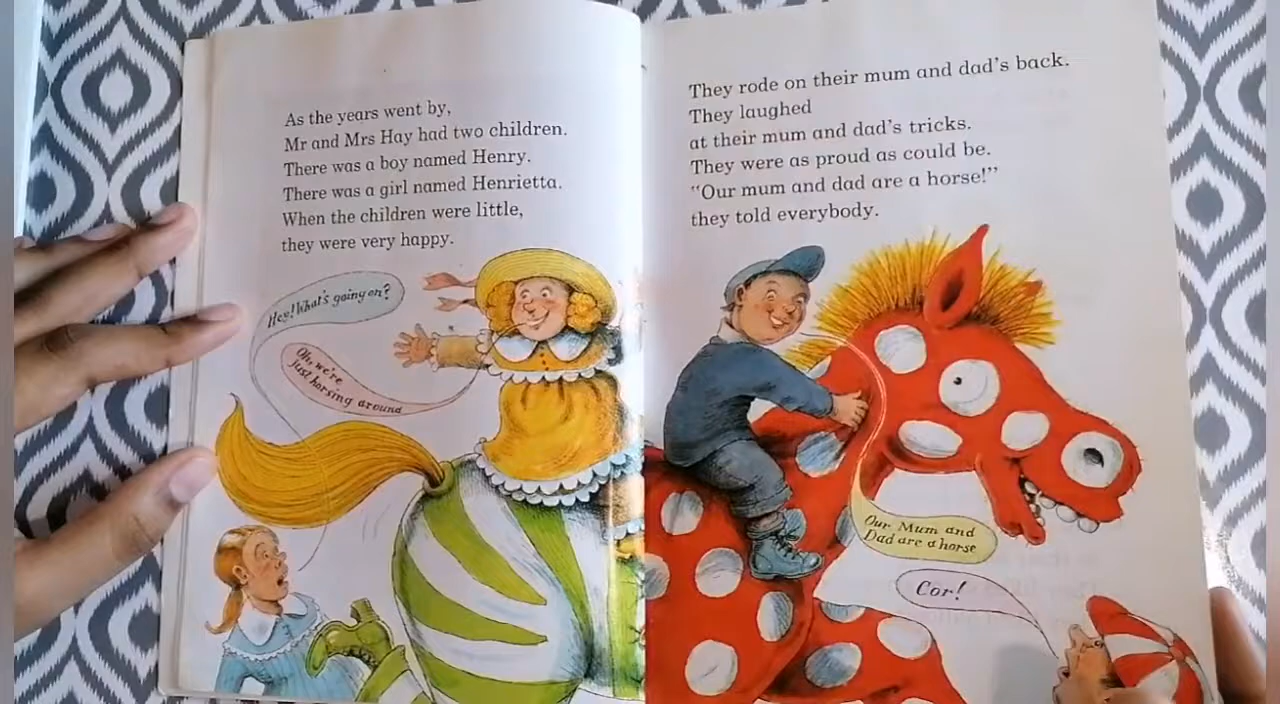 As the years went by,
Mr and Mrs Hay had two children.
There was a boy named Henry.
There was a girl named Henrietta.
When the children were little,
they were very happy.
Hey! What's going on?
Oh, we're
just horsing around
They rode on their mum and dad's back.
They laughed
at their mum and dad's tricks.
They were as proud as could be.
"Our mum and dad are a horse!"
they told everybody.
Our Mum and
Dad are a horse
Cor!